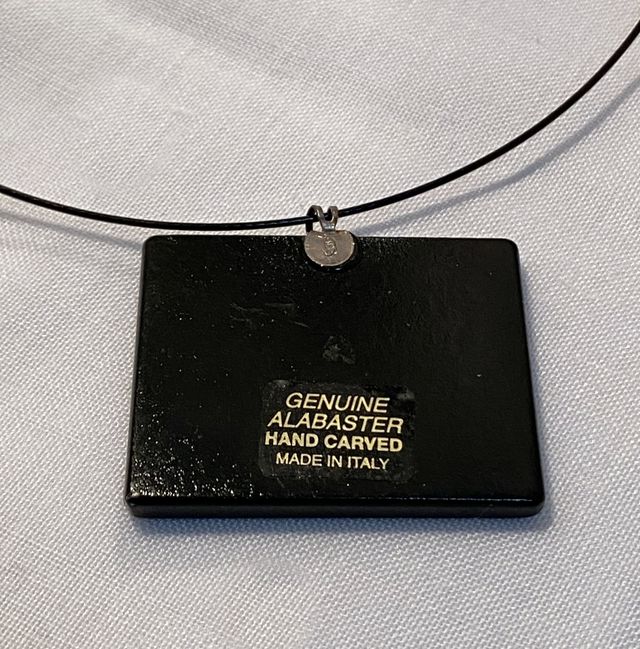 GENUINE
ALABASTER
HAND CARVED
MADE IN ITALY